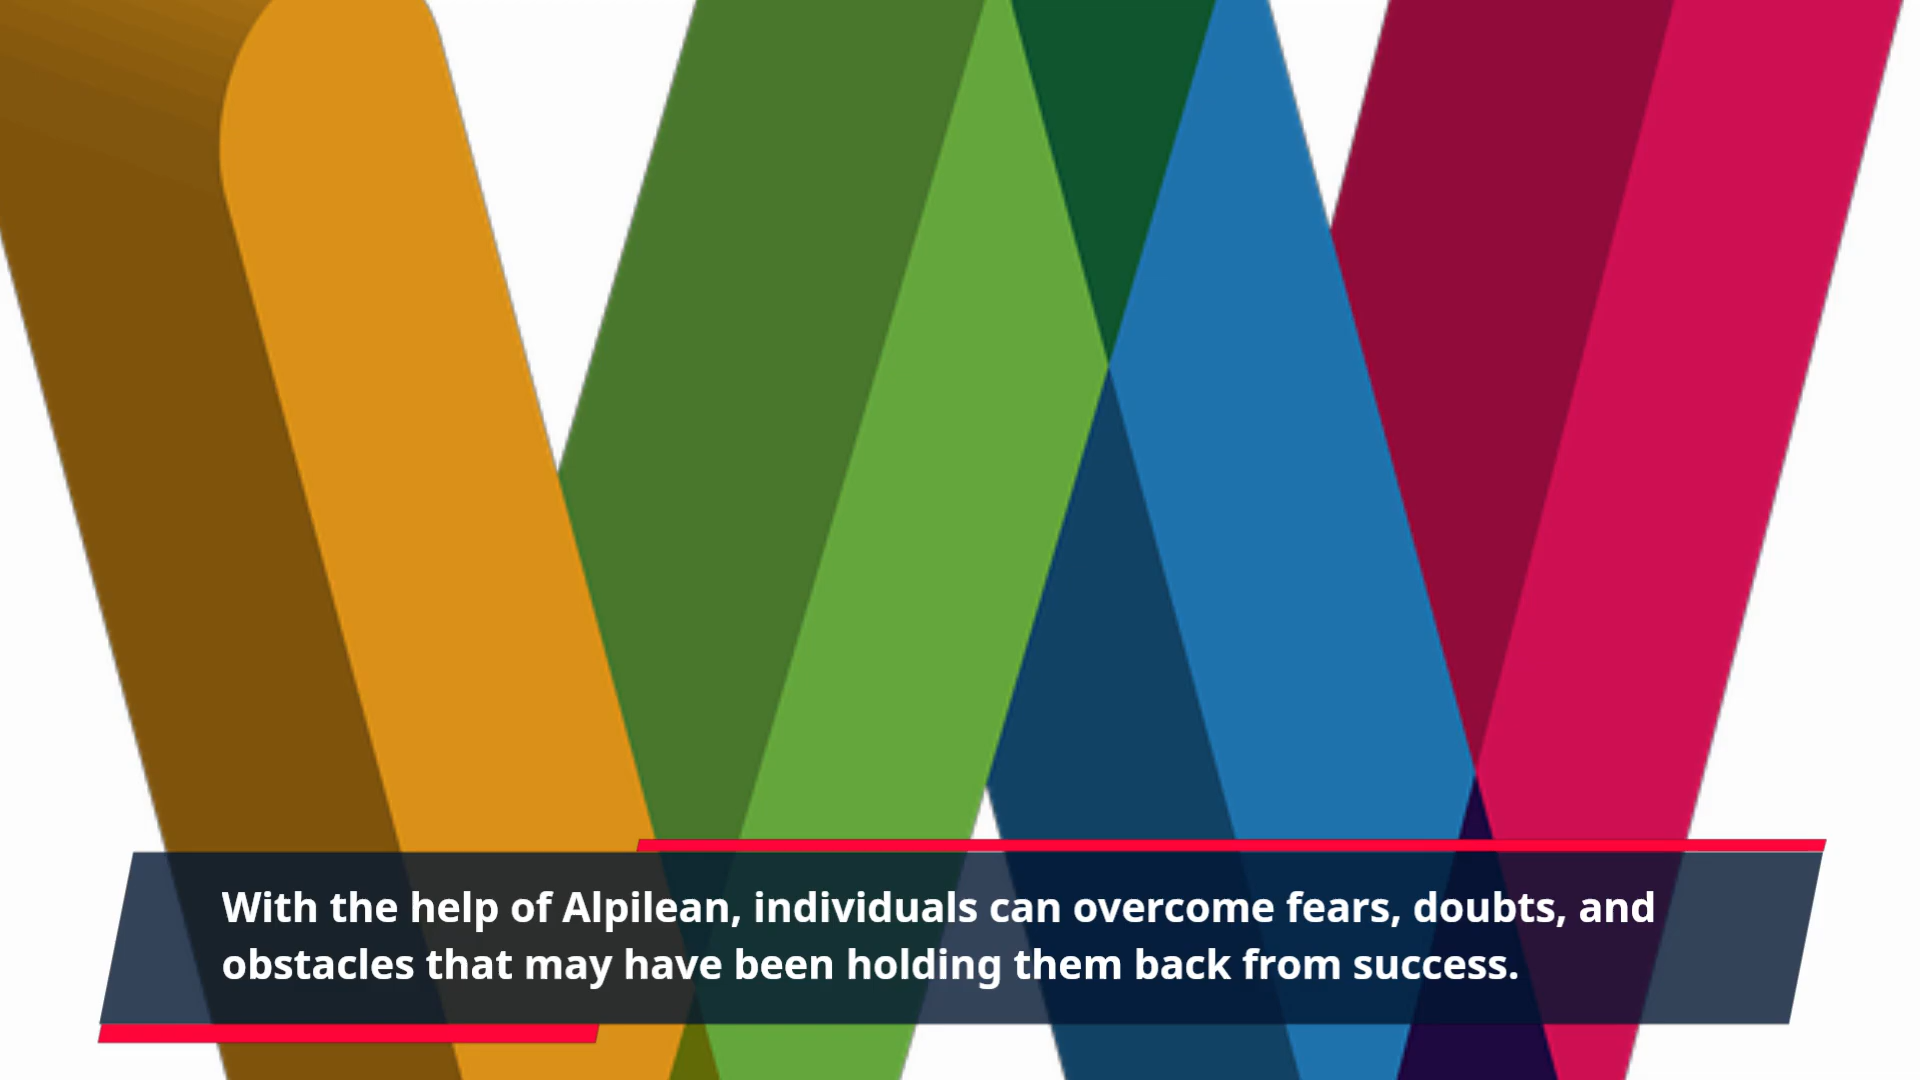 With the help of Alpilean, individuals can overcome fears, doubts, and
obstacles that may have been holding them back from success.